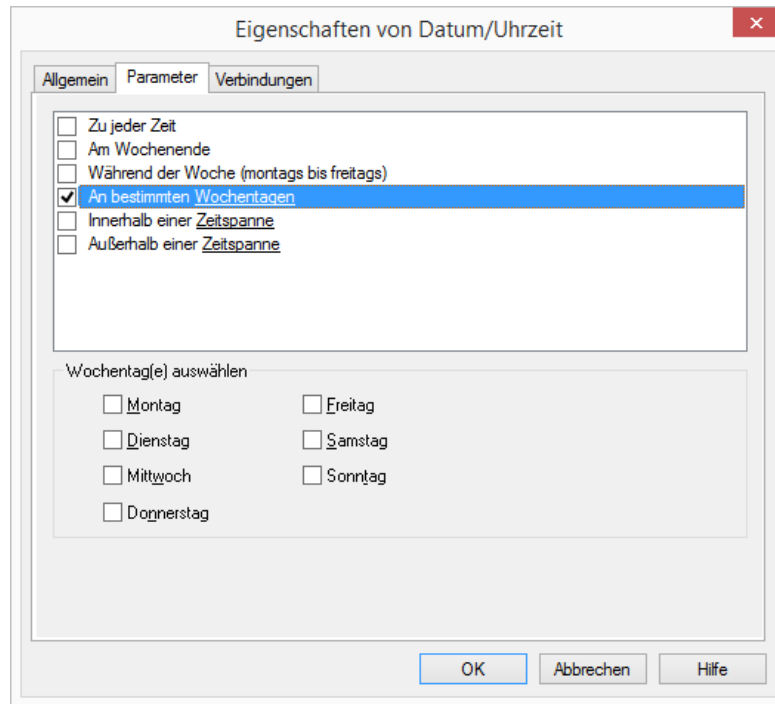 Eigenschaften von Datum/Uhrzeit
Allgemein Parameter Verbindungen
Zu jeder Zeit
Am Wochenende
Während der Woche (montags bis freitags)
An bestimmten Wochentagen
Innerhalb einer Zeitspanne
Außerhalb einer Zeitspanne
Wochentag(e) auswählen
Montag Freitag
Dienstag Samstag
Mittwoch Sonntag
Donnerstag
OK Abbrechen Hilfe